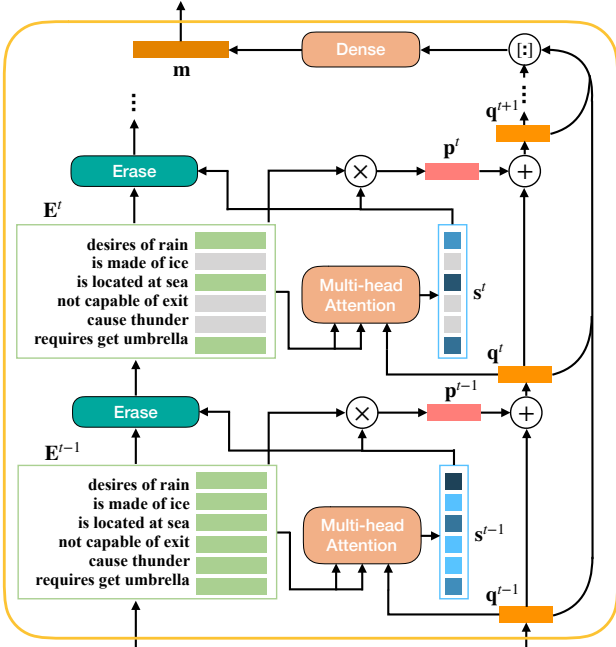 Dense
[:]
m
q^{t+1}
p^t
Erase
×
+
E^t
desires of rain
is made of ice
is located at sea
not capable of exit
cause thunder
requires get umbrella
Multi-head
Attention
s^t
q^t
p^{t-1}
Erase
×
+
E^{t-1}
desires of rain
is made of ice
is located at sea
not capable of exit
cause thunder
requires get umbrella
Multi-head
Attention
s^{t-1}
q^{t-1}